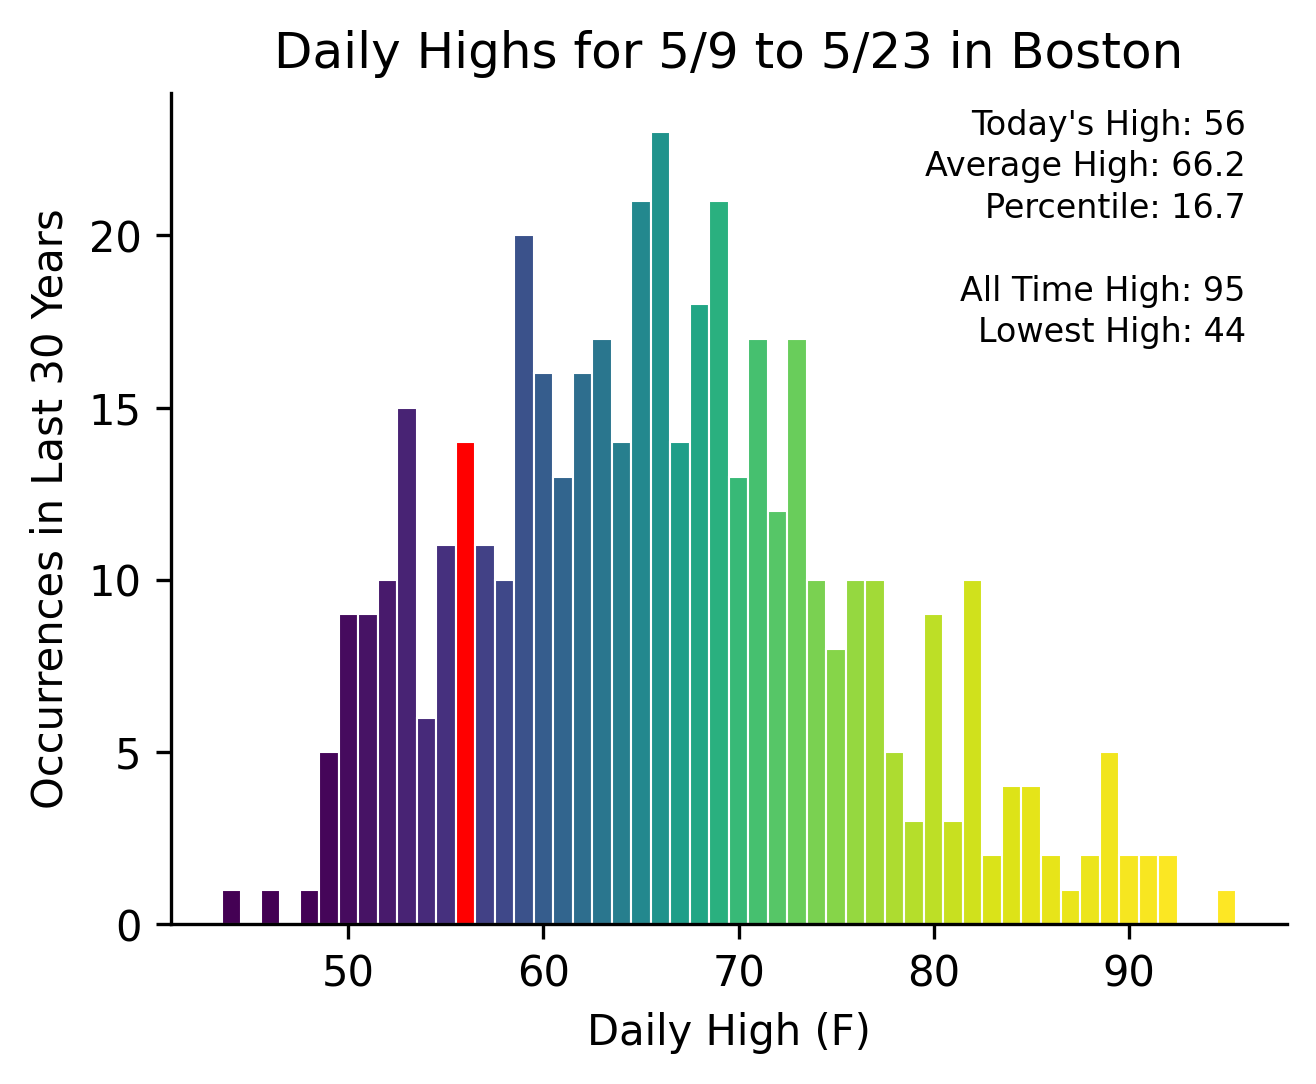 Daily Highs for 5/9 to 5/23 in Boston
Today's High: 56
Average High: 66.2
Percentile: 16.7
All Time High: 95
Lowest High: 44
Occurrences in Last 30 Years
20
15
10
5
0
50 60 70 80 90
Daily High (F)